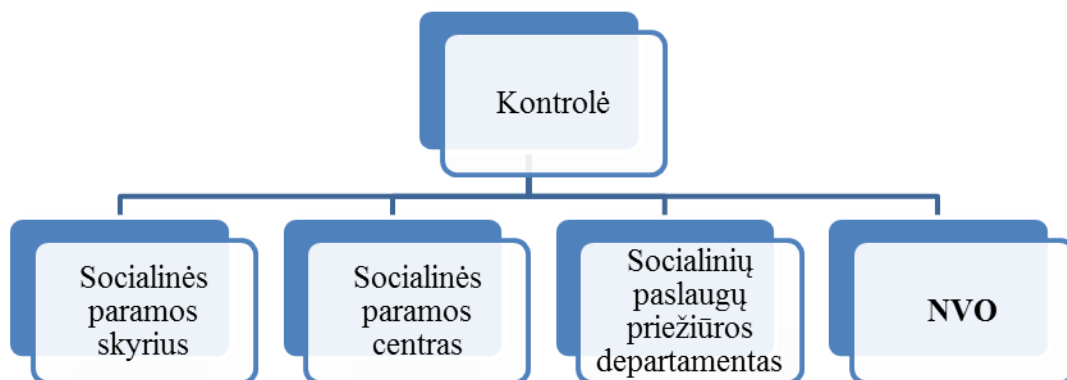 Kontrolė
Socialinės
paramos
skyrius
Socialinės
paramos
centras
Socialinių
paslaugų
priežiūros
departamentas
NVO